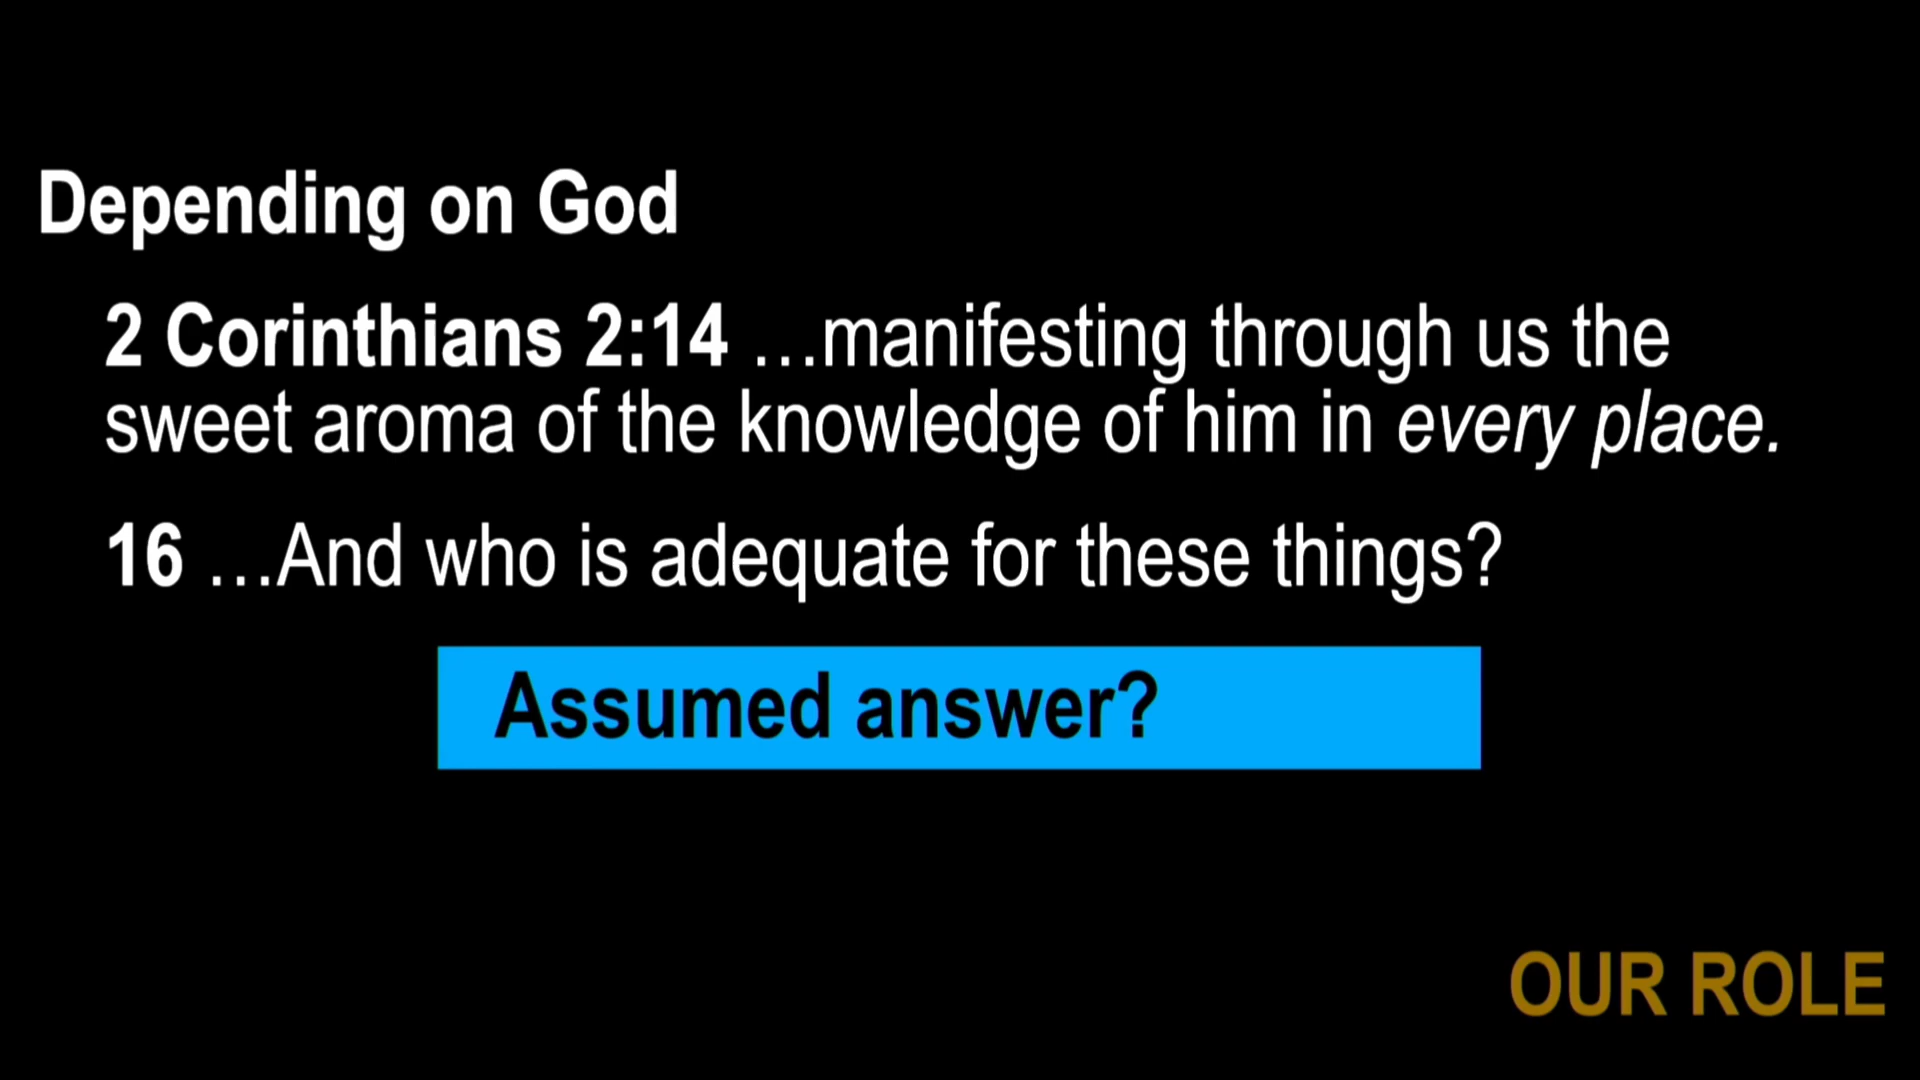 Depending on God
2 Corinthians 2:14 …manifesting through us the
sweet aroma of the knowledge of him in every place.
16 …And who is adequate for these things?
Assumed answer?
OUR ROLE